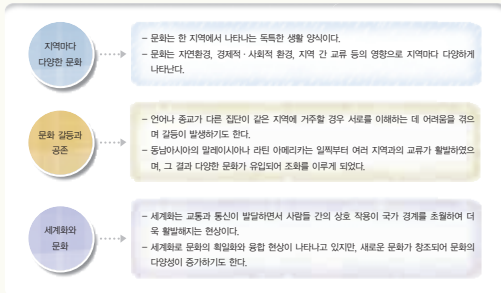 지역마다
다양한 문화
– 문화는 한 지역에서 나타나는 독특한 생활 양식이다.
– 문화는 자연환경, 경제적·사회적 환경, 지역 간 교류 등의 영향으로 지역마다 다양하게
나타난다.
문화 갈등과
공존
– 언어나 종교가 다른 집단이 같은 지역에 거주할 경우 서로를 이해하는 데 어려움을 겪으
며 갈등이 발생하기도 한다.
– 동남아시아의 말레이시아나 라틴 아메리카는 일찍부터 여러 지역과의 교류가 활발하였으
며, 그 결과 다양한 문화가 유입되어 조화를 이루게 되었다.
세계화와
문화
– 세계화는 교통과 통신이 발달하면서 사람들 간의 상호 작용이 국가 경계를 초월하여 더
욱 활발해지는 현상이다.
– 세계화로 문화의 획일화와 융합 현상이 나타나고 있지만, 새로운 문화가 창조되어 문화의
다양성이 증가하기도 한다.